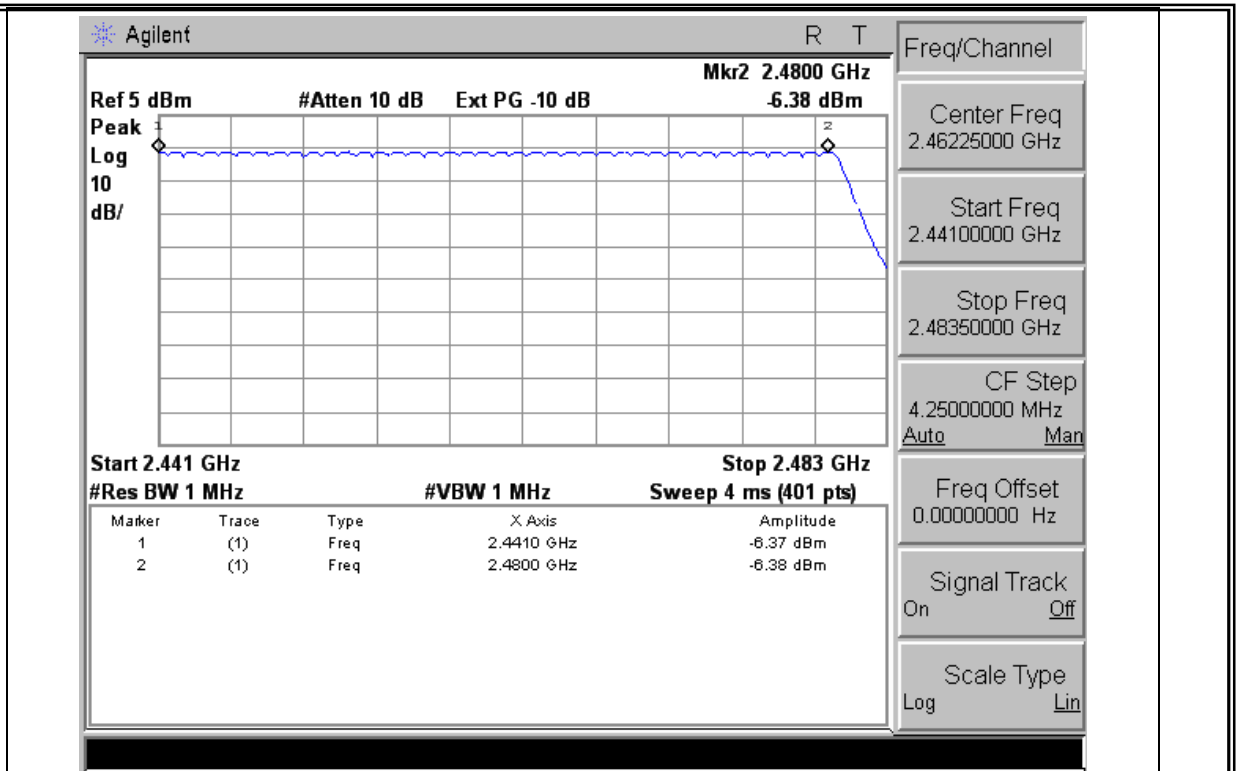 Agilent R T
Mkr2 2.4800 GHz
Ref 5 dBm #Atten 10 dB Ext PG -10 dB -6.38 dBm
Peak
Log
10
dB/
1
2
Start 2.441 GHz Stop 2.483 GHz
#Res BW 1 MHz #VBW 1 MHz Sweep 4 ms (401 pts)
Marker Trace Type X Axis Amplitude
1 (1) Freq 2.4410 GHz -6.37 dBm
2 (1) Freq 2.4800 GHz -6.38 dBm
Freq/Channel
Center Freq
2.46225000 GHz
Start Freq
2.44100000 GHz
Stop Freq
2.48350000 GHz
CF Step
4.25000000 MHz
Auto Man
Freq Offset
0.00000000 Hz
Signal Track
On Off
Scale Type
Log Lin